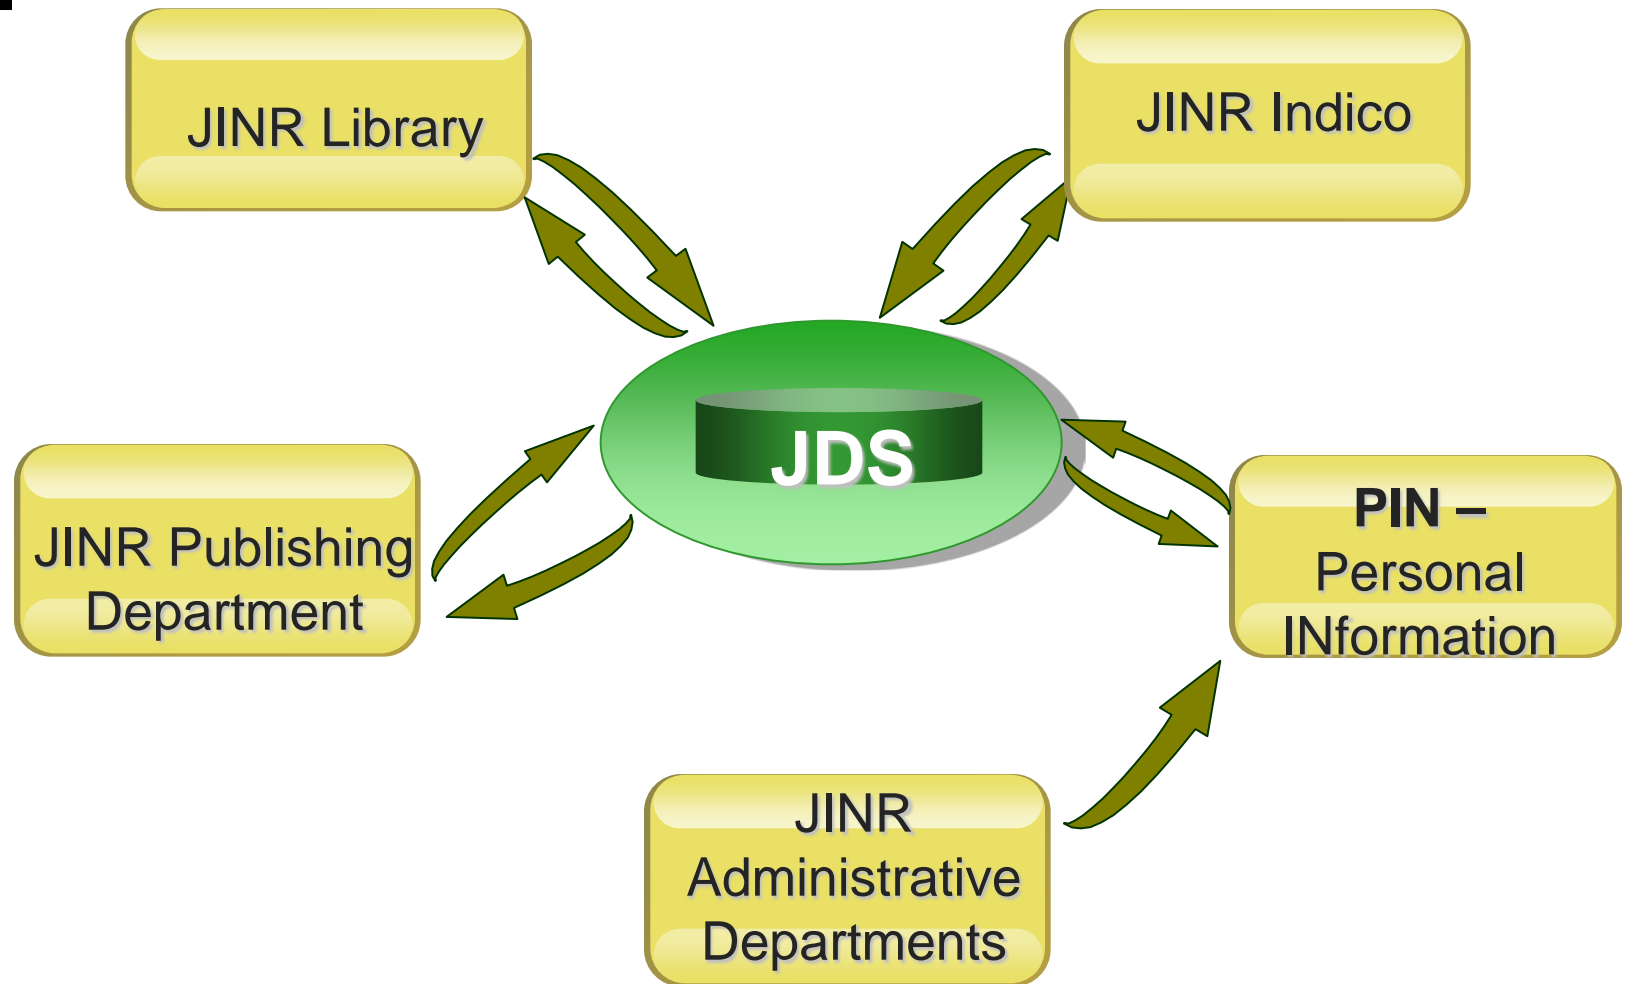 JINR Library
JINR Indico
JDS
JINR Publishing
Department
PIN –
Personal
INformation
JINR
Administrative
Departments